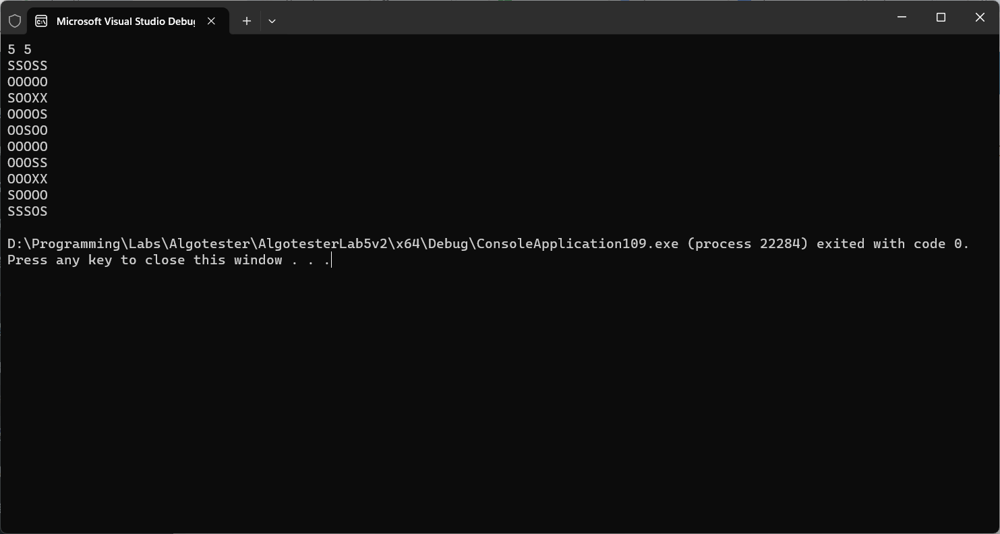 Microsoft Visual Studio Debu
5 5
SSOSS
OOOOO
SOOXX
OOOOS
OOSOO
OOOOO
OOOSS
OOOXX
SOOOO
SSSOS
D:\Programming\Labs\Algotester\AlgotesterLab5v2\x64\Debug\ConsoleApplication109.exe (process 22284) exited with code 0.
Press any key to close this window . . .